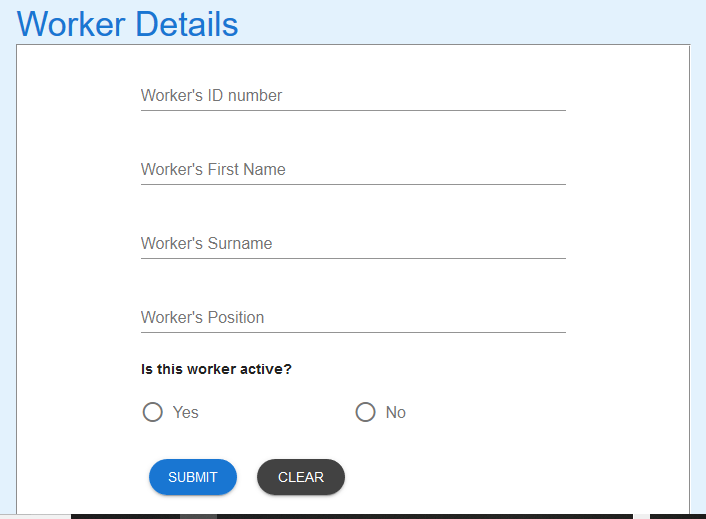 Worker Details
Worker's ID number
Worker's First Name
Worker's Surname
Worker's Position
Is this worker active?
Yes No
SUBMIT CLEAR